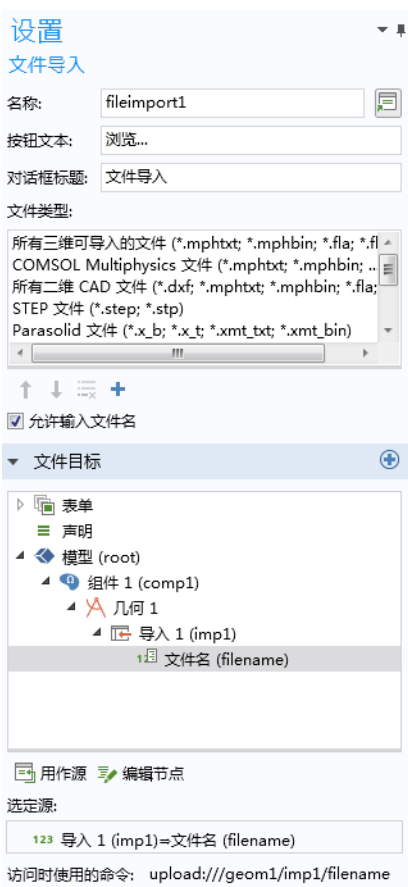 设置
文件导入
名称: fileimport1
按钮文本: 浏览...
对话框标题: 文件导入
文件类型:
所有三维可导入的文件 (*.mphtxt; *.mphbin; *.fla; *.fl
COMSOL Multiphysics 文件 (*.mphtxt; *.mphbin; ..
所有二维 CAD 文件 (*.dxf; *.mphtxt; *.mphbin; *.fla;
STEP 文件 (*.step; *.stp)
Parasolid 文件 (*.x_b; *.x_t; *.xmt_txt; *.xmt_bin)
允许输入文件名
文件目标
表单
声明
模型 (root)
组件 1 (comp1)
几何 1
导入 1 (imp1)
文件名 (filename)
用作源 编辑节点
选定源:
123 导入 1 (imp1)=文件名 (filename)
访问时使用的命令: upload:///geom1/imp1/filename